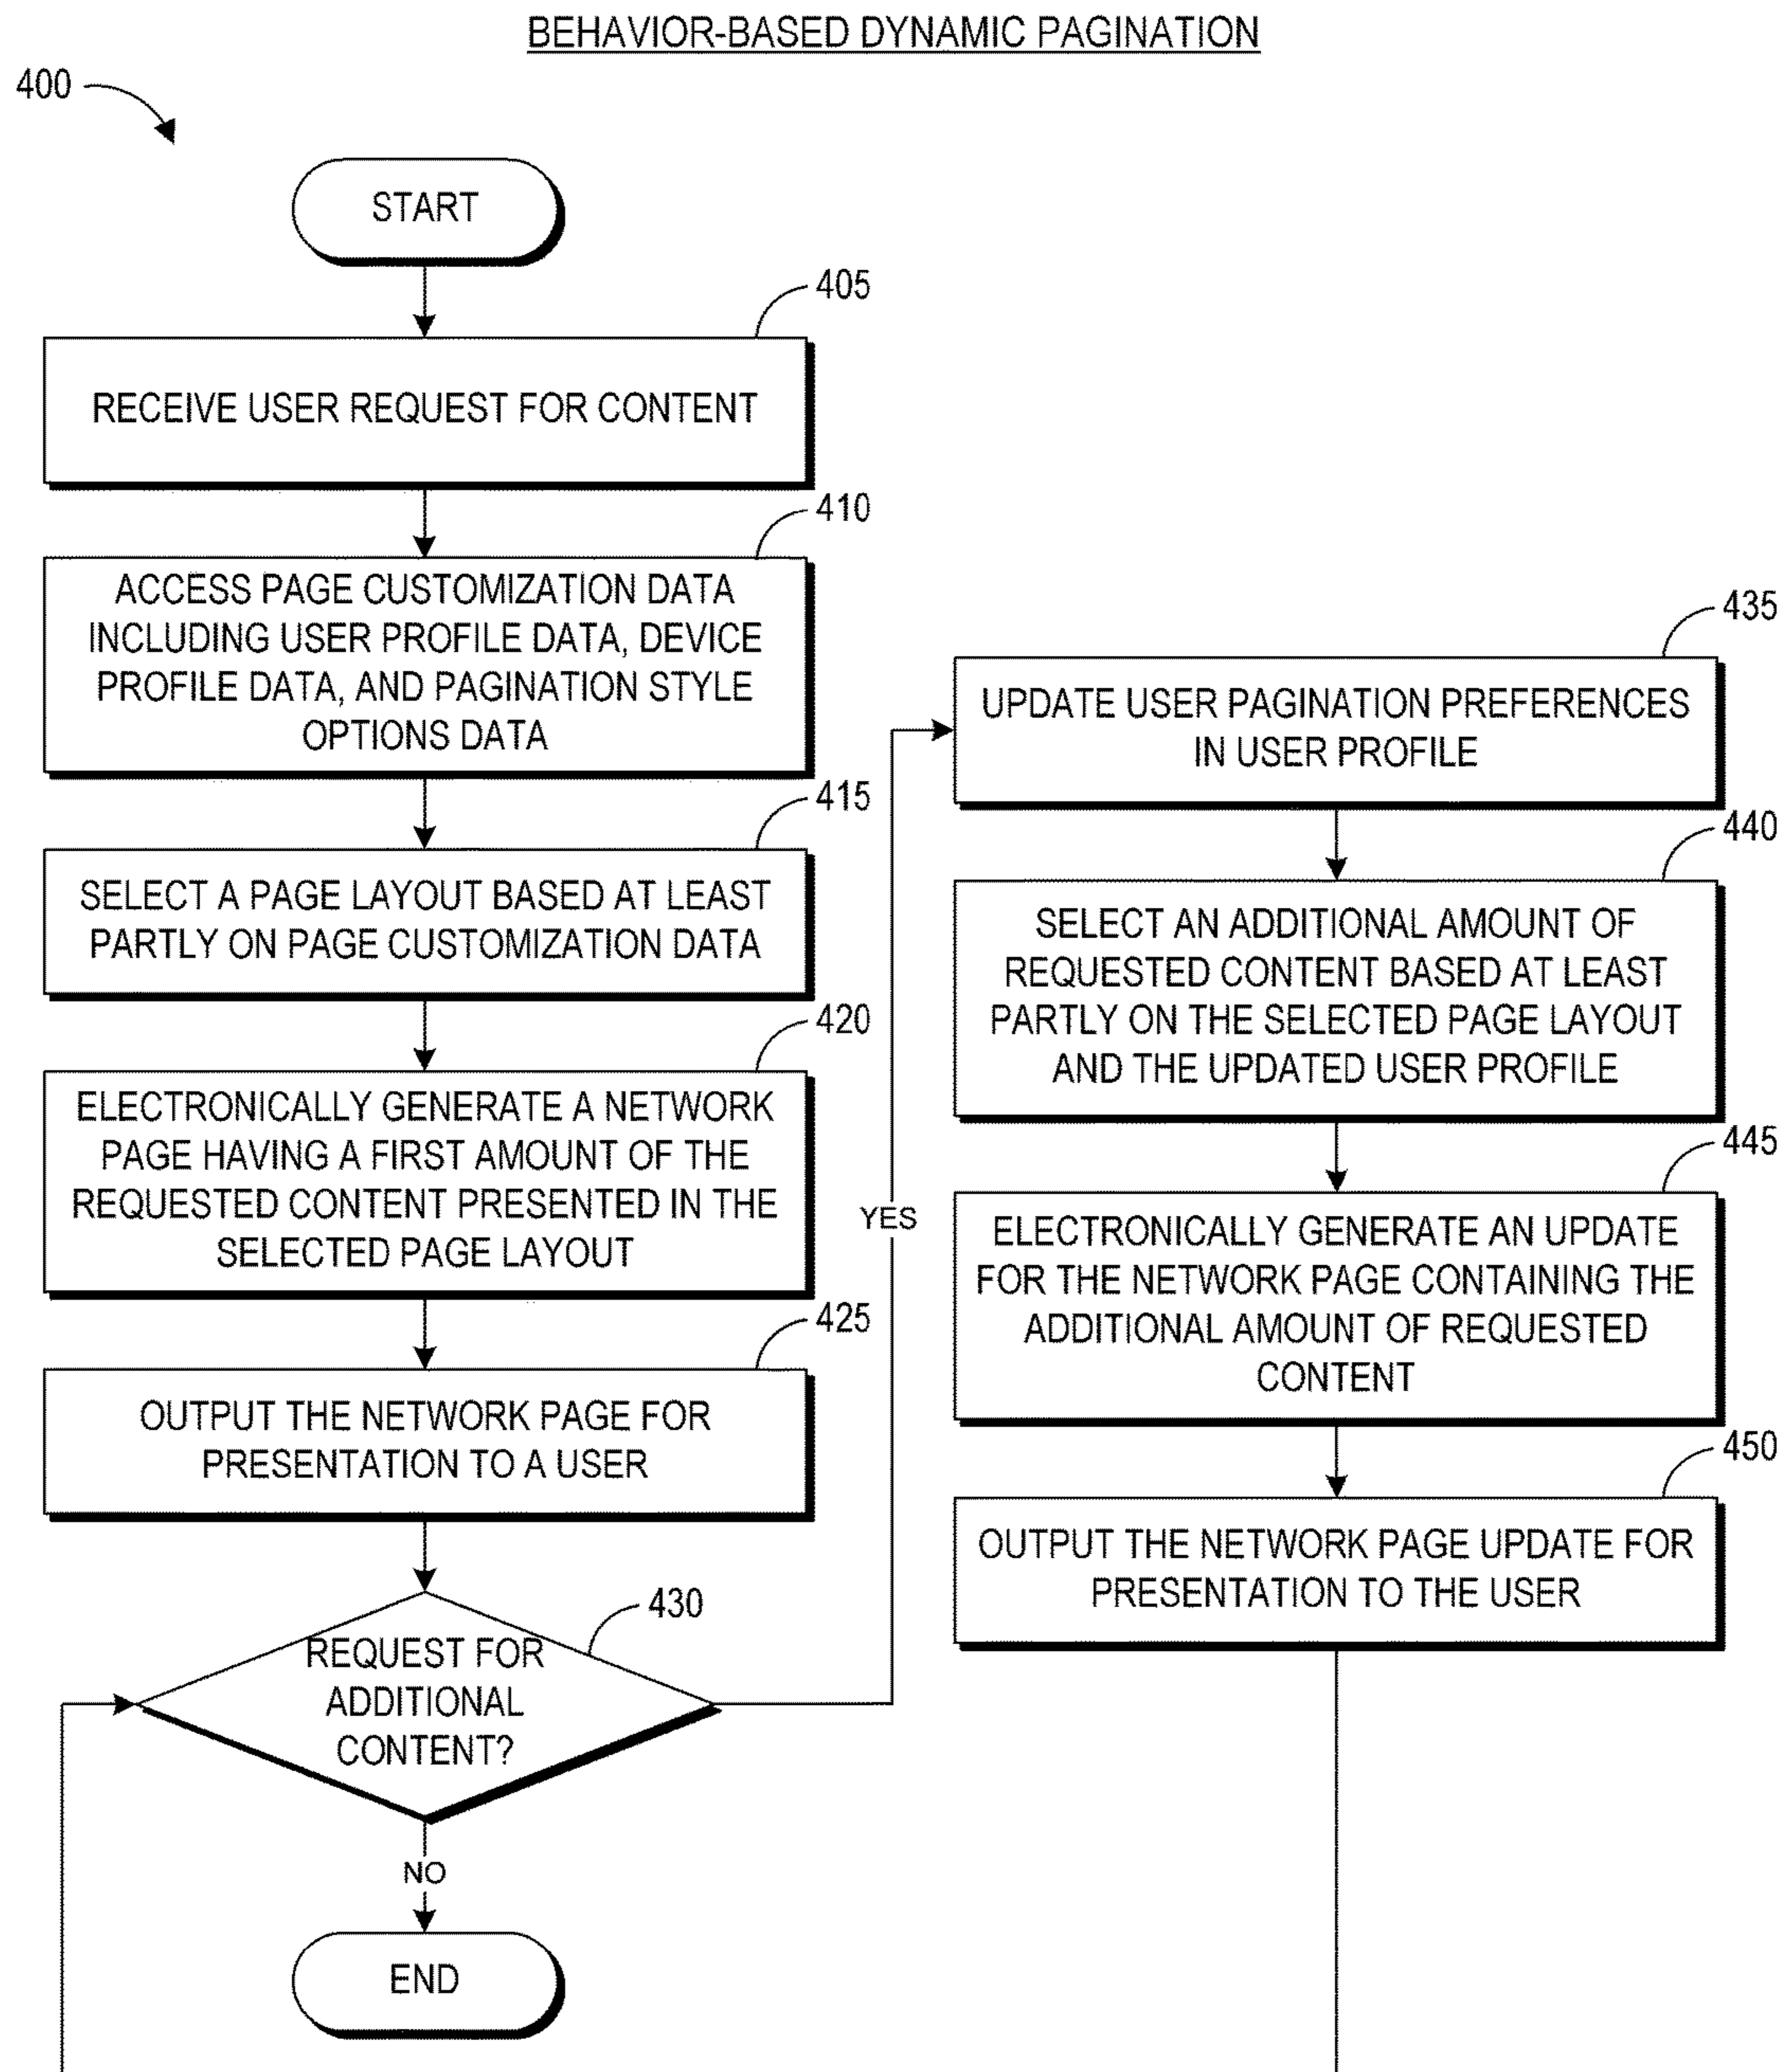 BEHAVIOR-BASED DYNAMIC PAGINATION
400
START
405
RECEIVE USER REQUEST FOR CONTENT
410
ACCESS PAGE CUSTOMIZATION DATA
INCLUDING USER PROFILE DATA, DEVICE
PROFILE DATA, AND PAGINATION STYLE
OPTIONS DATA
415
SELECT A PAGE LAYOUT BASED AT LEAST
PARTLY ON PAGE CUSTOMIZATION DATA
420
ELECTRONICALLY GENERATE A NETWORK
PAGE HAVING A FIRST AMOUNT OF THE
REQUESTED CONTENT PRESENTED IN THE
SELECTED PAGE LAYOUT
425
OUTPUT THE NETWORK PAGE FOR
PRESENTATION TO A USER
430
REQUEST FOR
ADDITIONAL
CONTENT?
NO
END
YES
435
UPDATE USER PAGINATION PREFERENCES
IN USER PROFILE
440
SELECT AN ADDITIONAL AMOUNT OF
REQUESTED CONTENT BASED AT LEAST
PARTLY ON THE SELECTED PAGE LAYOUT
AND THE UPDATED USER PROFILE
445
ELECTRONICALLY GENERATE AN UPDATE
FOR THE NETWORK PAGE CONTAINING THE
ADDITIONAL AMOUNT OF REQUESTED
CONTENT
450
OUTPUT THE NETWORK PAGE UPDATE FOR
PRESENTATION TO THE USER